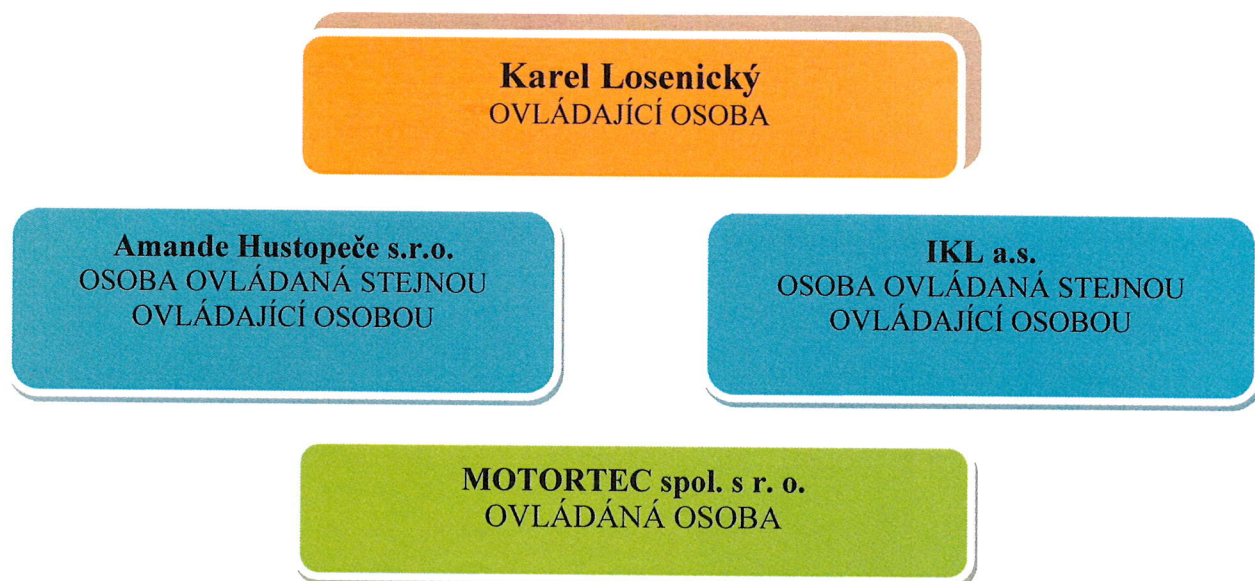 Karel Losenický
OVLÁDAJÍCÍ OSOBA
Amande Hustopeče s.r.o.
OSOBA OVLÁDANÁ STEJNOU
OVLÁDAJÍCÍ OSOBOU
IKL a.s.
OSOBA OVLÁDANÁ STEJNOU
OVLÁDAJÍCÍ OSOBOU
MOTORTEC spol. s r. o.
OVLÁDÁNÁ OSOBA